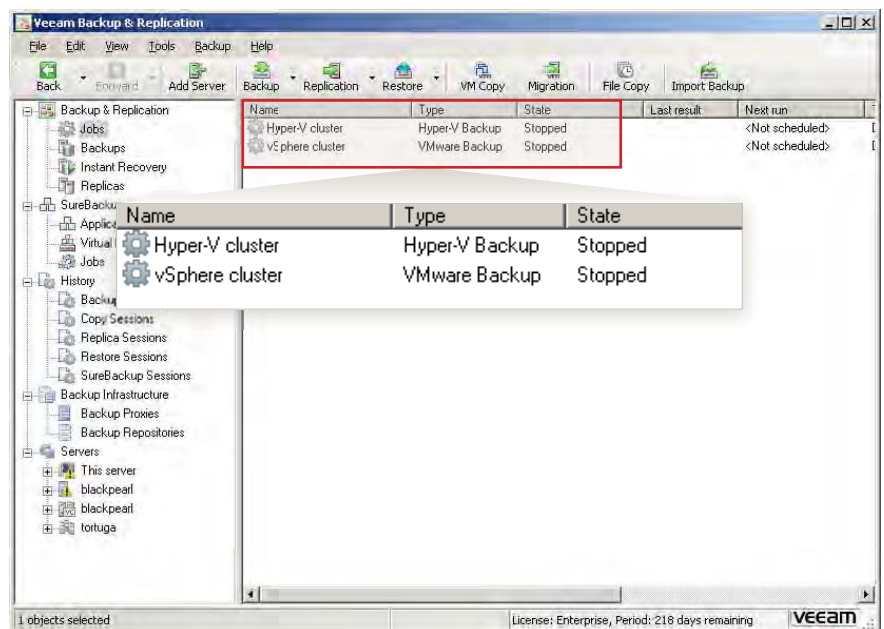 Veeam Backup & Replication
File Edit View Tools Backup Help
Back Forward Add Server Backup Replication Restore VM Copy Migration File Copy Import Backup
Backup & Replication
Jobs
Backups
Instant Recovery
Replicas
SureBacku
Applica
Virtual
Jobs
History
Backup
Copy Sessions
Replica Sessions
Restore Sessions
SureBackup Sessions
Backup Infrastructure
Backup Proxies
Backup Repositories
Servers
This server
blackpearl
blackpearl
tortuga
Name Type State Last result Next run
Hyper-V cluster Hyper-V Backup Stopped <Not scheduled>
vSphere cluster VMware Backup Stopped <Not scheduled>
Name Type State
Hyper-V cluster Hyper-V Backup Stopped
vSphere cluster VMware Backup Stopped
1 objects selected License: Enterprise, Period: 218 days remaining veeam